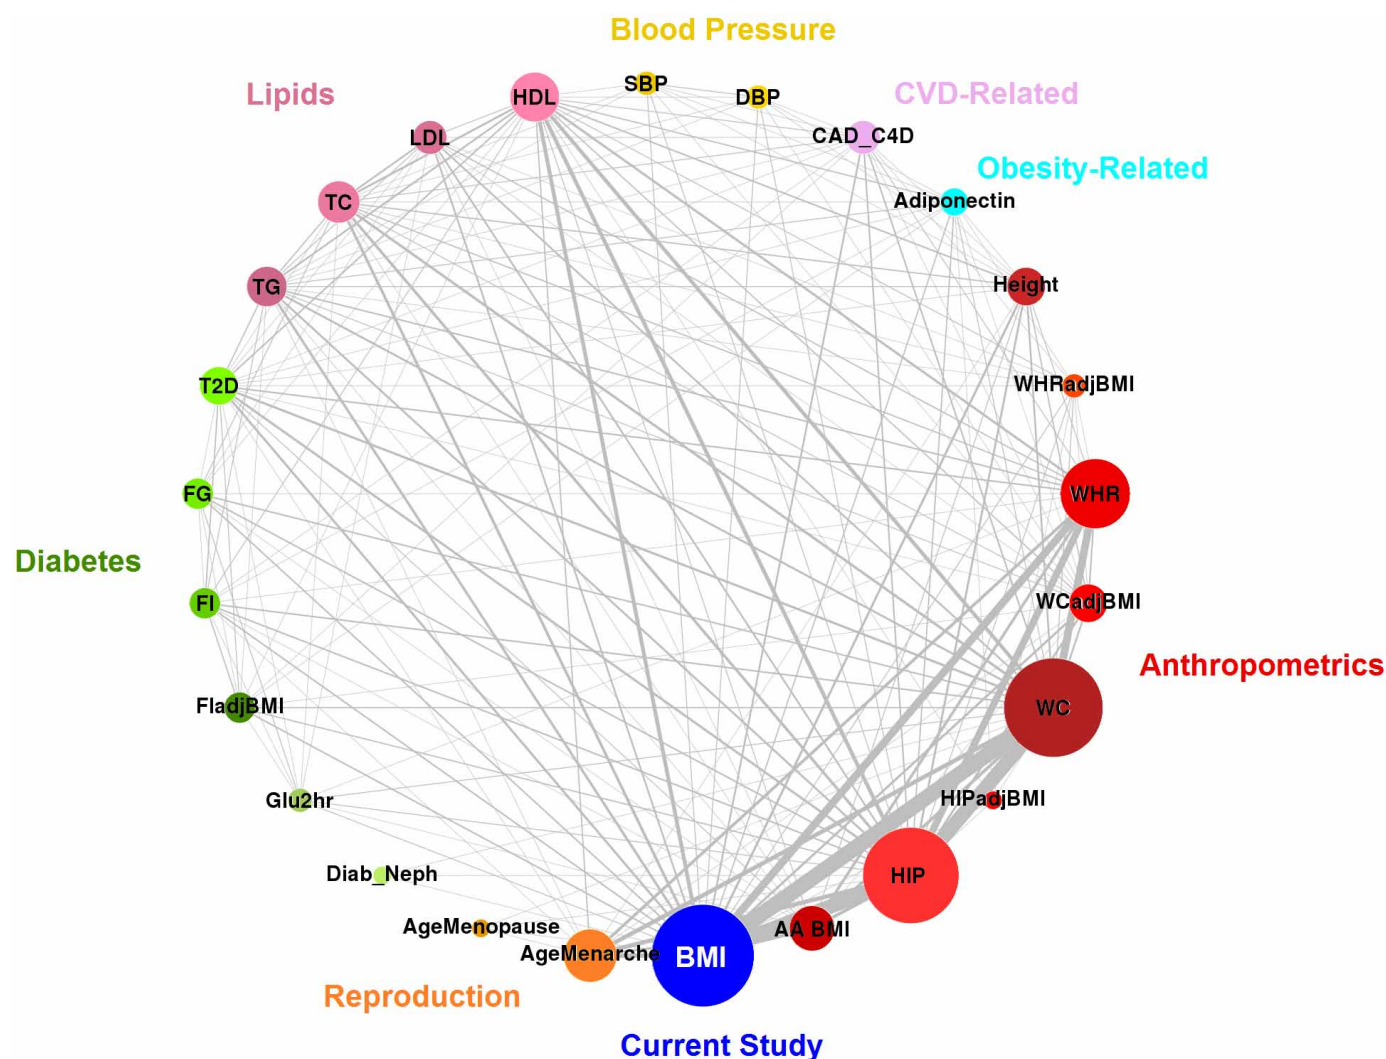 Blood Pressure
SBP
DBP
HDL
Lipids
CVD-Related
LDL
CAD_C4D
Obesity-Related
TC
Adiponectin
TG
Height
T2D
WHRadjBMI
FG
WHR
Diabetes
FI
WCadjBMI
Anthropometrics
FIadjBMI
WC
Glu2hr
HIPadjBMI
Diab_Neph
HIP
AgeMenopause
AA BMI
AgeMenarche
BMI
Reproduction
Current Study